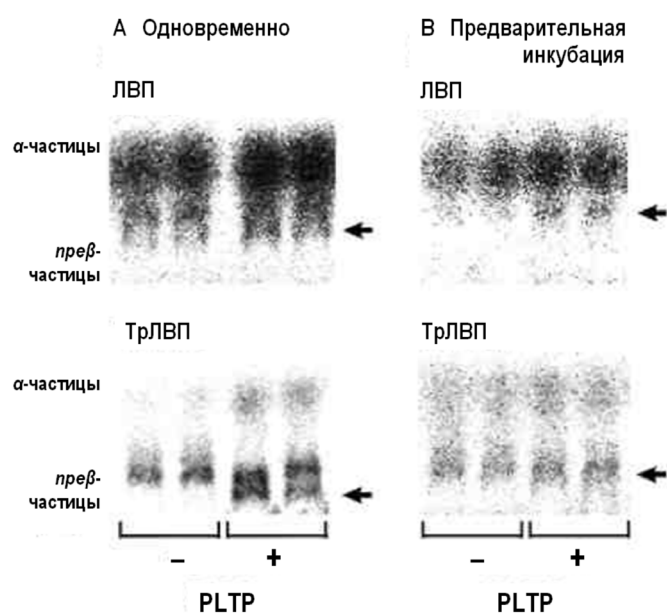 А Одновременно
ЛВП
α-частицы
преβ-
частицы
ТрЛВП
α-частицы
преβ-
частицы
–
+
PLTP
В Предварительная
инкубация
ЛВП
ТрЛВП
–
+
PLTP